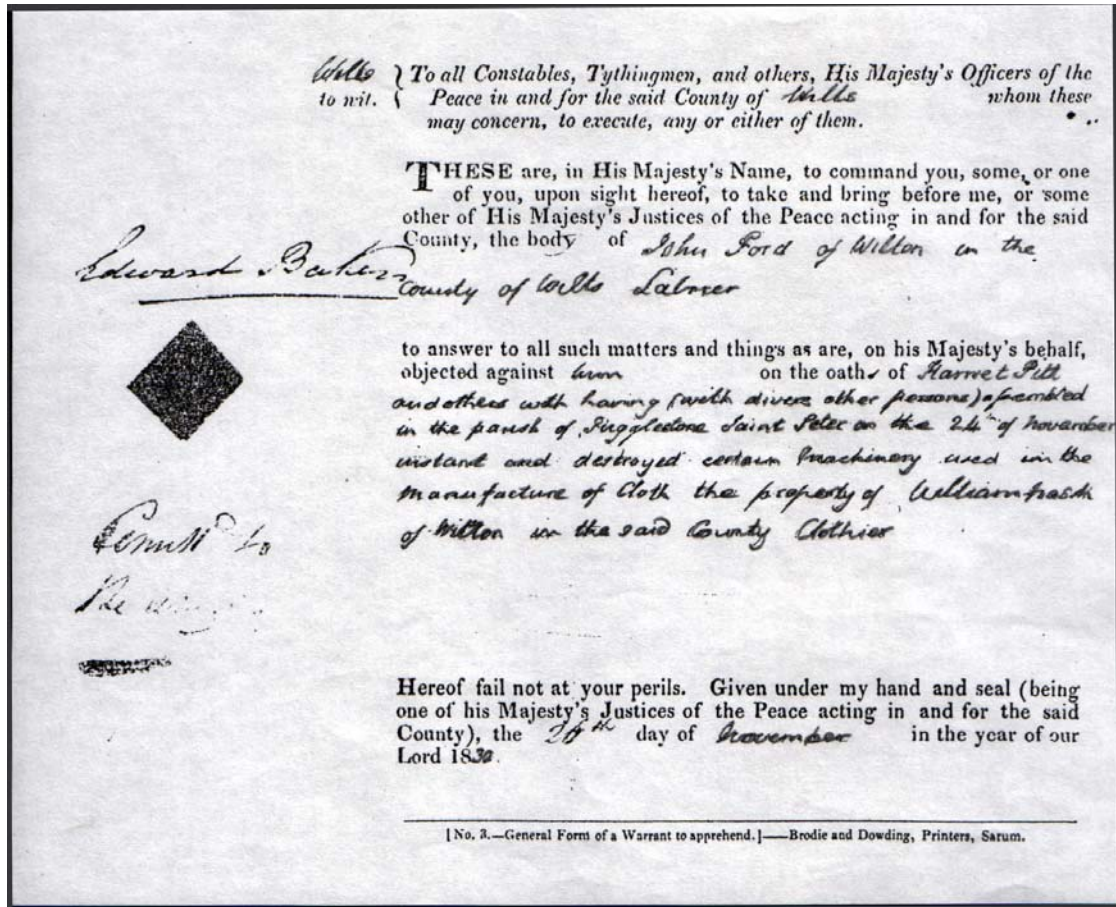 Wilts } To all Constables, Tythingmen, and others, His Majesty's Officers of the
to wit. { Peace in and for the said County of Wilts whom these
may concern, to execute, any or either of them.
THESE are, in His Majesty's Name, to command you, some, or one
of you, upon sight hereof, to take and bring before me, or some
other of His Majesty's Justices of the Peace acting in and for the said
County, the body of John Ford of Wilton in the
Edward Baker
County of Wilts Labrer
to answer to all such matters and things as are, on his Majesty's behalf,
objected against him on the oaths of Harriet Pitt
and others with having (with divers other persons) assembled
in the parish of Fugglestone Saint Peter on the 24th of November
instant and destroyed certain Machinery used in the
Manufacture of Cloth the property of William Brash
of Wilton in the said County Clothier
to
Hereof fail not at your perils. Given under my hand and seal (being
one of his Majesty's Justices of the Peace acting in and for the said
County), the 26th day of November in the year of our
Lord 1830.
[No. 3.—General Form of a Warrant to apprehend.]——Brodie and Dowding, Printers, Sarum.